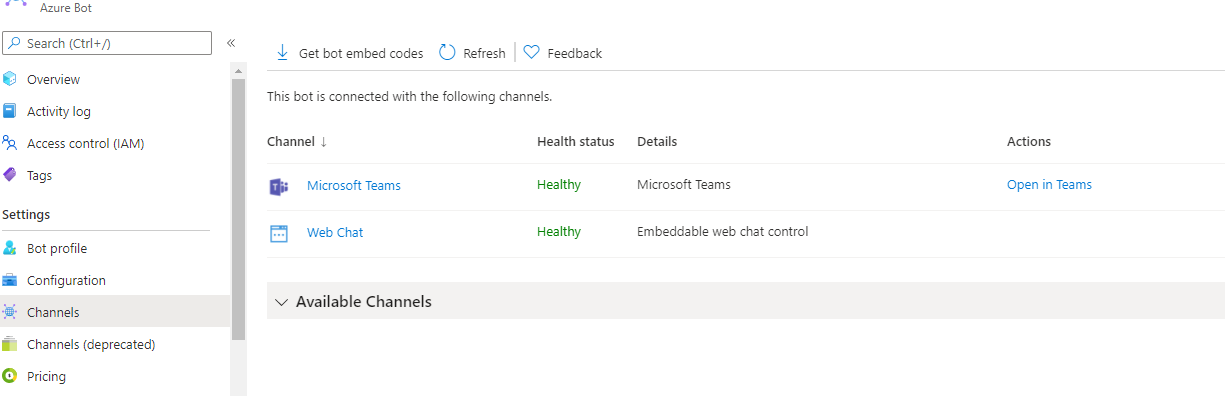 Azure Bot
Search (Ctrl+/)
«
Overview
Activity log
Access control (IAM)
Tags
Settings
Bot profile
Configuration
Channels
Channels (deprecated)
Pricing
Get bot embed codes Refresh Feedback
This bot is connected with the following channels.
Channel ↓ Health status Details Actions
Microsoft Teams Healthy Microsoft Teams Open in Teams
Web Chat Healthy Embeddable web chat control
Available Channels